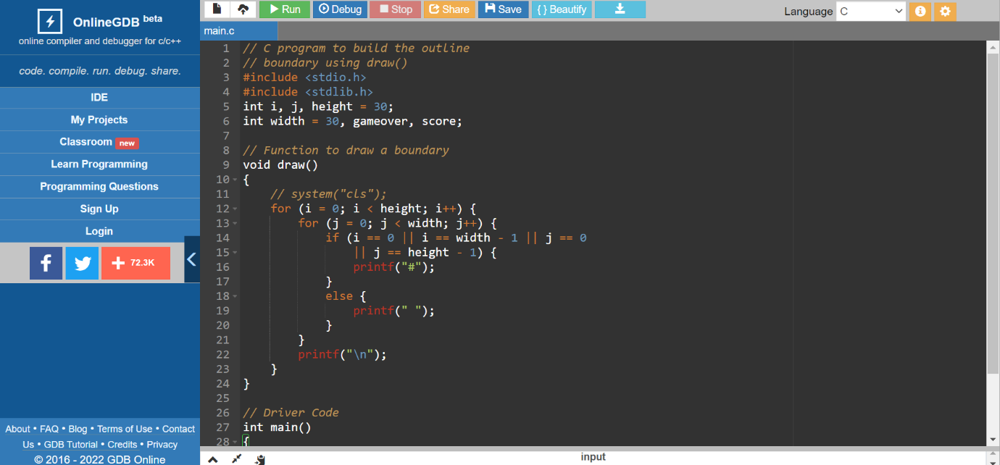 OnlineGDB beta
online compiler and debugger for c/c++
code. compile. run. debug. share.
IDE
My Projects
Classroom new
Learn Programming
Programming Questions
Sign Up
Login
72.3K
About • FAQ • Blog • Terms of Use • Contact
Us • GDB Tutorial • Credits • Privacy
© 2016 - 2022 GDB Online
Run Debug Stop Share Save { } Beautify
Language C
main.c
1 // C program to build the outline
2 // boundary using draw()
3 #include <stdio.h>
4 #include <stdlib.h>
5 int i, j, height = 30;
6 int width = 30, gameover, score;
7
8 // Function to draw a boundary
9 void draw()
10 {
11     // system("cls");
12     for (i = 0; i < height; i++) {
13         for (j = 0; j < width; j++) {
14             if (i == 0 || i == width - 1 || j == 0
15                 || j == height - 1) {
16                 printf("#");
17             }
18             else {
19                 printf(" ");
20             }
21         }
22         printf("\n");
23     }
24 }
25
26 // Driver Code
27 int main()
28 {
input